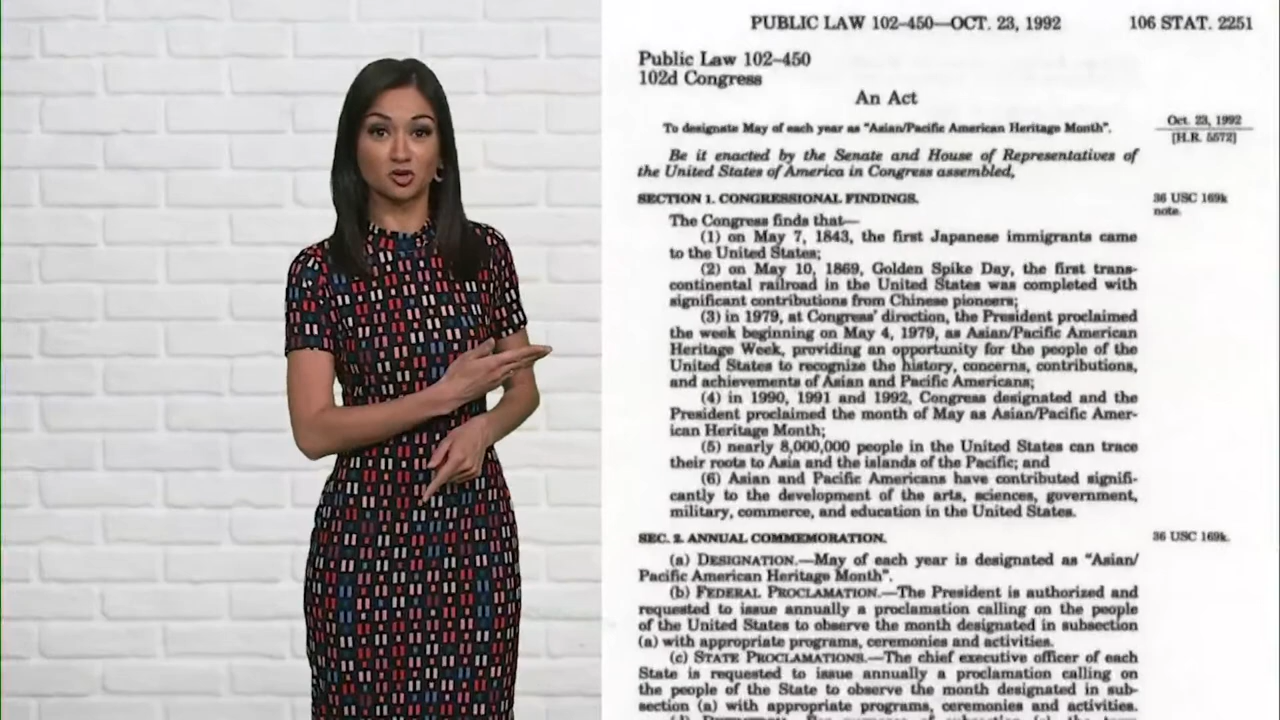 PUBLIC LAW 102–450—OCT. 23, 1992 106 STAT. 2251
Public Law 102–450
102d Congress
An Act
To designate May of each year as "Asian/Pacific American Heritage Month".
Oct. 23, 1992
[H.R. 5572]
Be it enacted by the Senate and House of Representatives of
the United States of America in Congress assembled,
SECTION 1. CONGRESSIONAL FINDINGS.
36 USC 169k
note.
The Congress finds that—
(1) on May 7, 1843, the first Japanese immigrants came
to the United States;
(2) on May 10, 1869, Golden Spike Day, the first trans-
continental railroad in the United States was completed with
significant contributions from Chinese pioneers;
(3) in 1979, at Congress' direction, the President proclaimed
the week beginning on May 4, 1979, as Asian/Pacific American
Heritage Week, providing an opportunity for the people of the
United States to recognize the history, concerns, contributions,
and achievements of Asian and Pacific Americans;
(4) in 1990, 1991 and 1992, Congress designated and the
President proclaimed the month of May as Asian/Pacific Amer-
ican Heritage Month;
(5) nearly 8,000,000 people in the United States can trace
their roots to Asia and the islands of the Pacific; and
(6) Asian and Pacific Americans have contributed signifi-
cantly to the development of the arts, sciences, government,
military, commerce, and education in the United States.
SEC. 2. ANNUAL COMMEMORATION.
36 USC 169k.
(a) DESIGNATION.—May of each year is designated as "Asian/
Pacific American Heritage Month".
(b) FEDERAL PROCLAMATION.—The President is authorized and
requested to issue annually a proclamation calling on the people
of the United States to observe the month designated in subsection
(a) with appropriate programs, ceremonies and activities.
(c) STATE PROCLAMATIONS.—The chief executive officer of each
State is requested to issue annually a proclamation calling on
the people of the State to observe the month designated in sub-
section (a) with appropriate programs, ceremonies and activities.